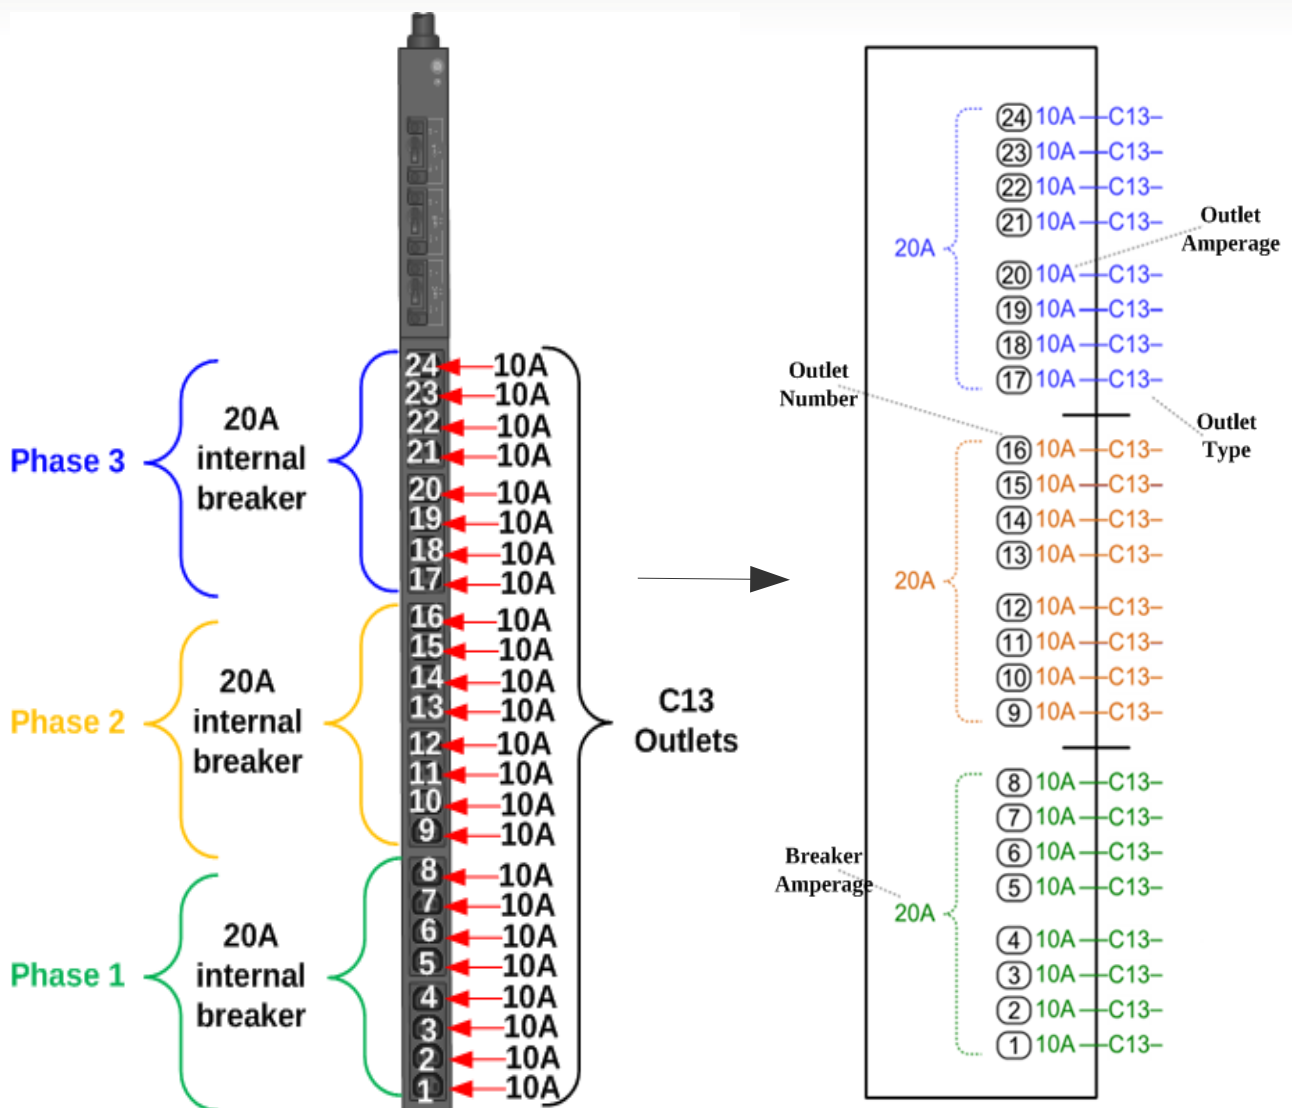 Phase 3
20A
internal
breaker
Phase 2
20A
internal
breaker
Phase 1
20A
internal
breaker
24 10A
23 10A
22 10A
21 10A
20 10A
19 10A
18 10A
17 10A
16 10A
15 10A
14 10A
13 10A
12 10A
11 10A
10 10A
9 10A
8 10A
7 10A
6 10A
5 10A
4 10A
3 10A
2 10A
1 10A
C13
Outlets
20A
24 10A C13
23 10A C13
22 10A C13
21 10A C13
20 10A C13
19 10A C13
18 10A C13
17 10A C13
Outlet
Amperage
Outlet
Number
Outlet
Type
20A
16 10A C13
15 10A C13
14 10A C13
13 10A C13
12 10A C13
11 10A C13
10 10A C13
9 10A C13
Breaker
Amperage
20A
8 10A C13
7 10A C13
6 10A C13
5 10A C13
4 10A C13
3 10A C13
2 10A C13
1 10A C13